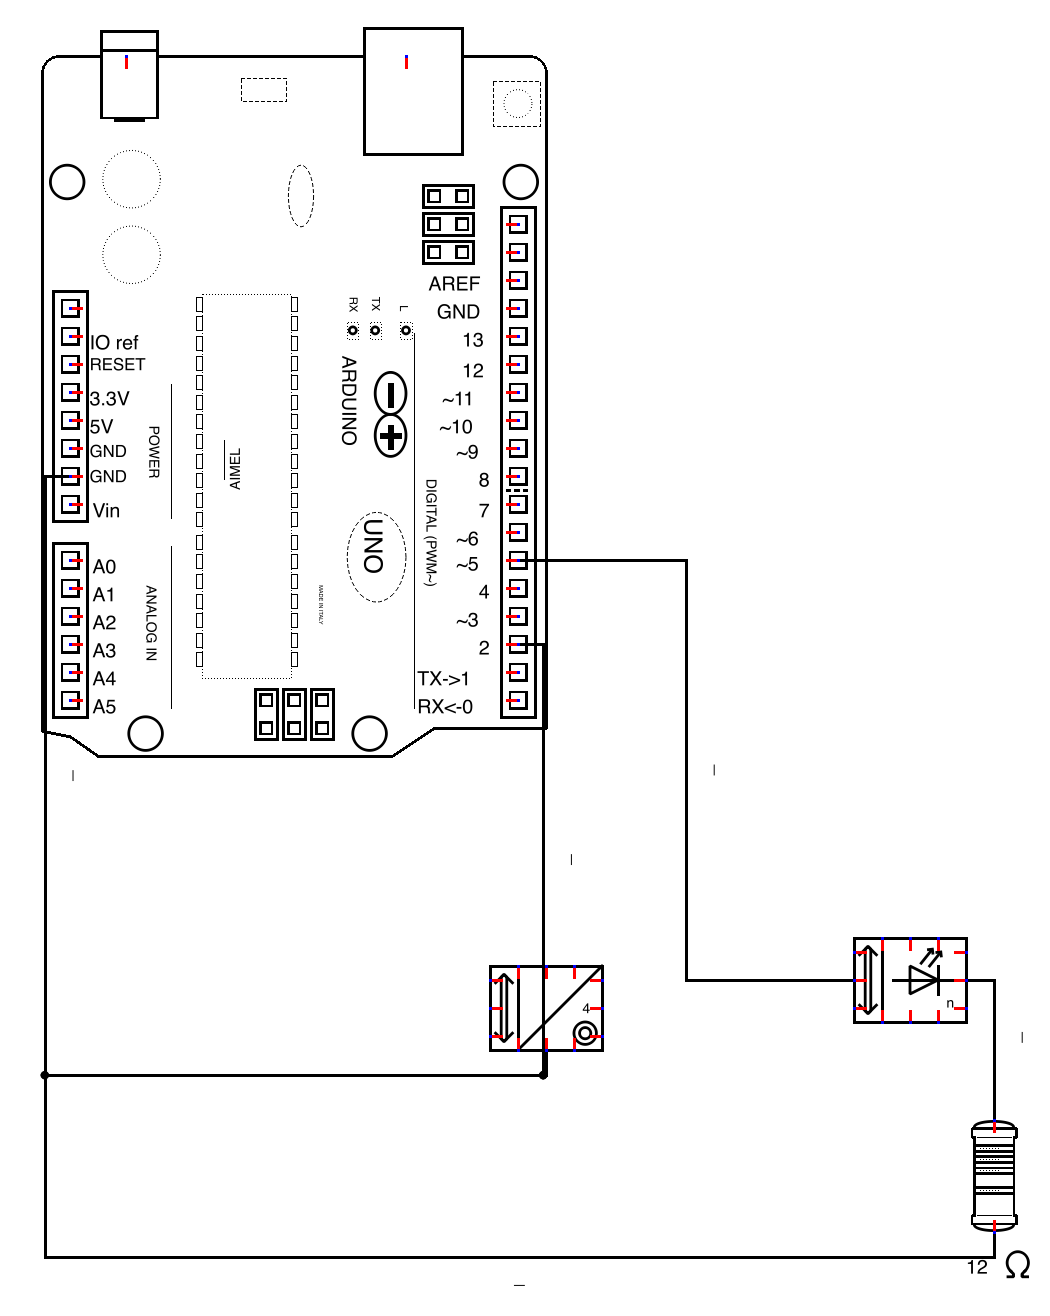 AREF
GND
13
12
~11
~10
~9
8
7
~6
~5
4
~3
2
TX->1
RX<-0
IO ref
RESET
3.3V
5V
GND
GND
Vin
A0
A1
A2
A3
A4
A5
POWER
ANALOG IN
AIMEL
RX
TX
L
ARDUINO
UNO
DIGITAL (PWM~)
MADE IN ITALY
4
n
12 Ω